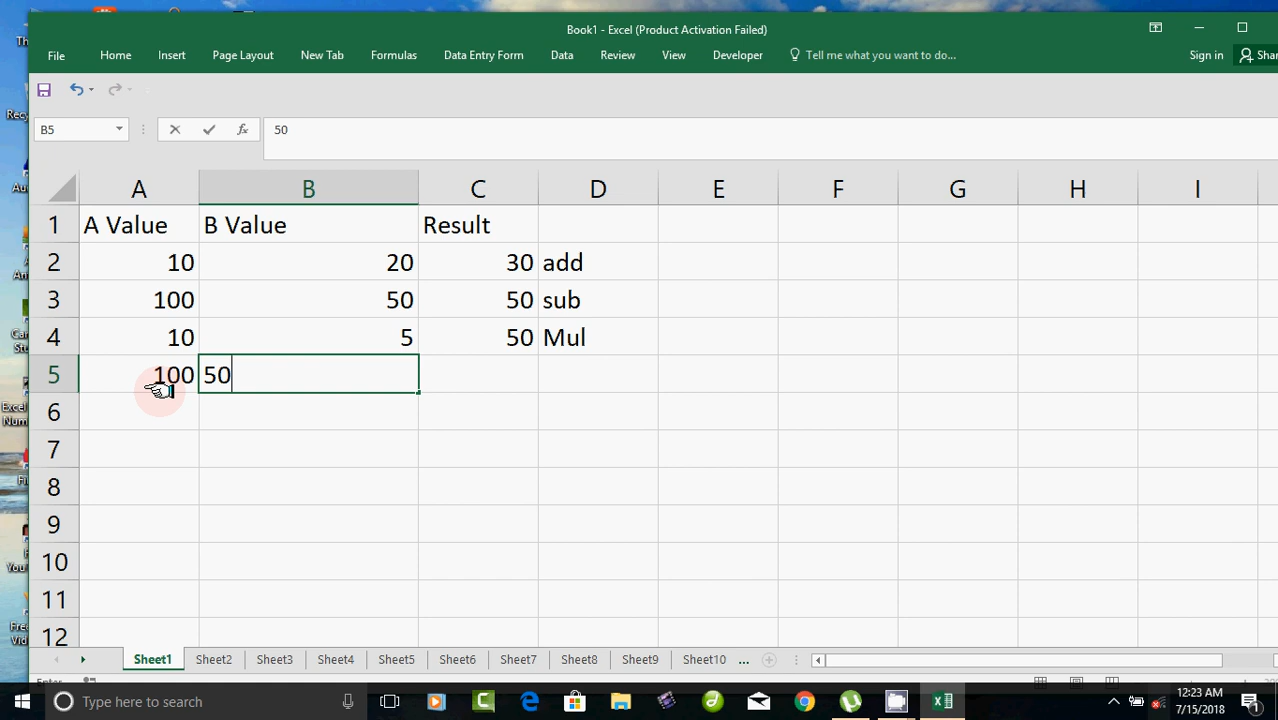 Book1 - Excel (Product Activation Failed)
File Home Insert Page Layout New Tab Formulas Data Entry Form Data Review View Developer Tell me what you want to do... Sign in Shar
B5 fx 50
A B C D E F G H I
1 A Value B Value Result
2 10 20 30 add
3 100 50 50 sub
4 10 5 50 Mul
5 100 50
6
7
8
9
10
11
12
Sheet1 Sheet2 Sheet3 Sheet4 Sheet5 Sheet6 Sheet7 Sheet8 Sheet9 Sheet10 ...
Type here to search
12:23 AM
7/15/2018